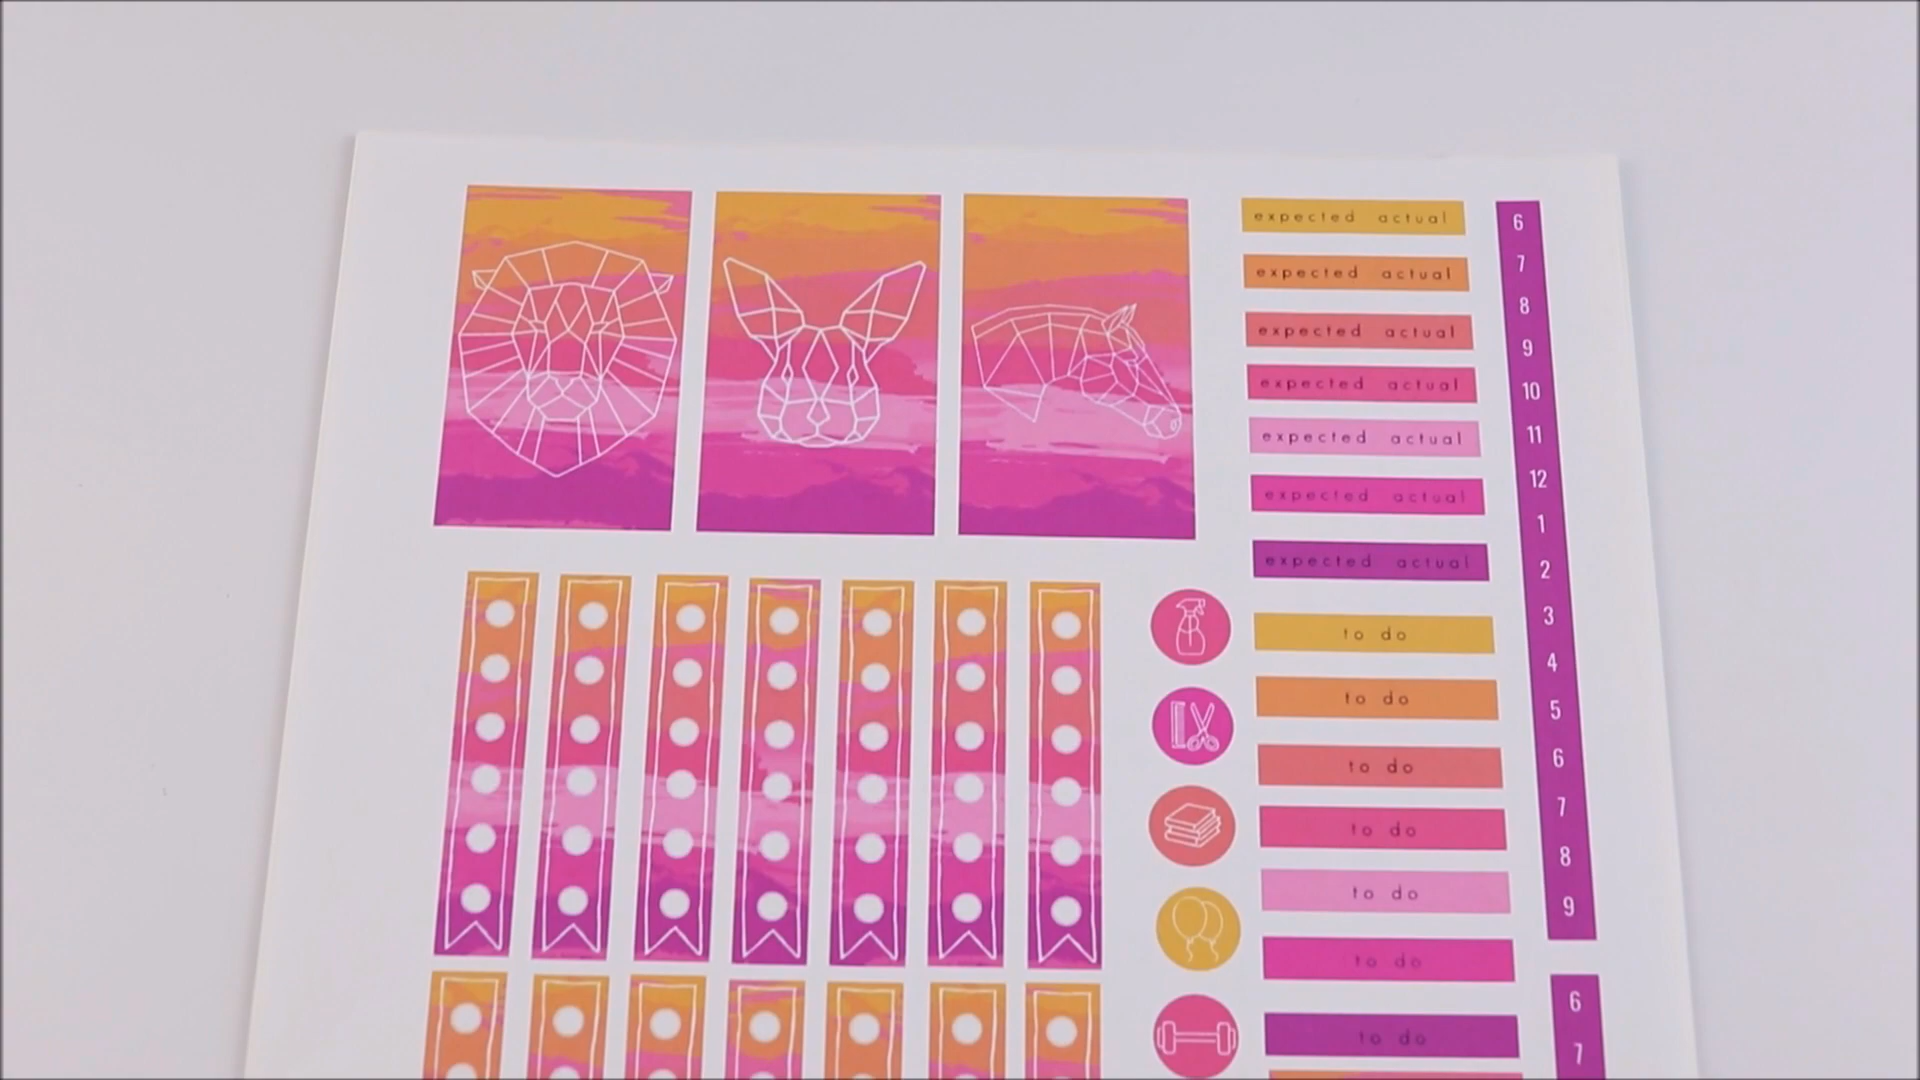 expected actual
expected actual
expected actual
expected actual
expected actual
expected actual
expected actual
to do
to do
to do
to do
to do
to do
to do
6
7
8
9
10
11
12
1
2
3
4
5
6
7
8
9
6
7